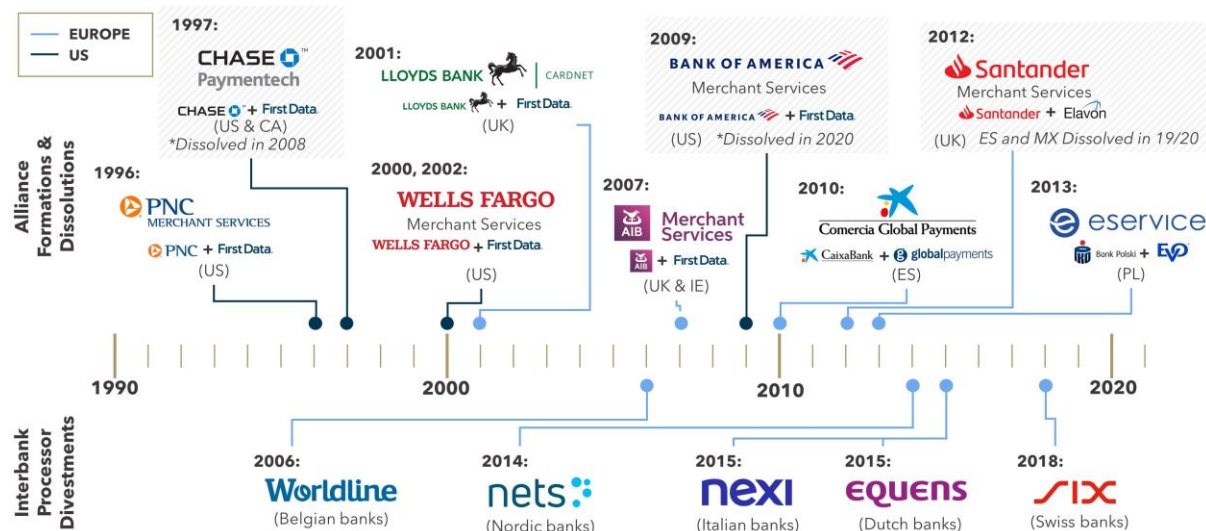 EUROPE
US
Alliance
Formations &
Dissolutions
1996:
PNC
MERCHANT SERVICES
PNC + First Data.
(US)
1997:
CHASE ™
Paymentech
CHASE ™ + First Data.
(US & CA)
*Dissolved in 2008
2001:
LLOYDS BANK | CARDNET
LLOYDS BANK + First Data.
(UK)
2000, 2002:
WELLS FARGO
Merchant Services
WELLS FARGO + First Data.
(US)
2007:
AIB Merchant
Services
AIB + First Data.
(UK & IE)
2009:
BANK OF AMERICA
Merchant Services
BANK OF AMERICA + First Data.
(US) *Dissolved in 2020
2010:
Comercia Global Payments
CaixaBank + g globalpayments
(ES)
2012:
Santander
Merchant Services
Santander + Elavon
(UK) ES and MX Dissolved in 19/20
2013:
eservice
Bank Polski + EVO
(PL)
1990
2000
2010
2020
Interbank
Processor
Divestments
2006:
Worldline
(Belgian banks)
2014:
nets
(Nordic banks)
2015:
nexi
(Italian banks)
2015:
EQUENS
(Dutch banks)
2018:
SIX
(Swiss banks)